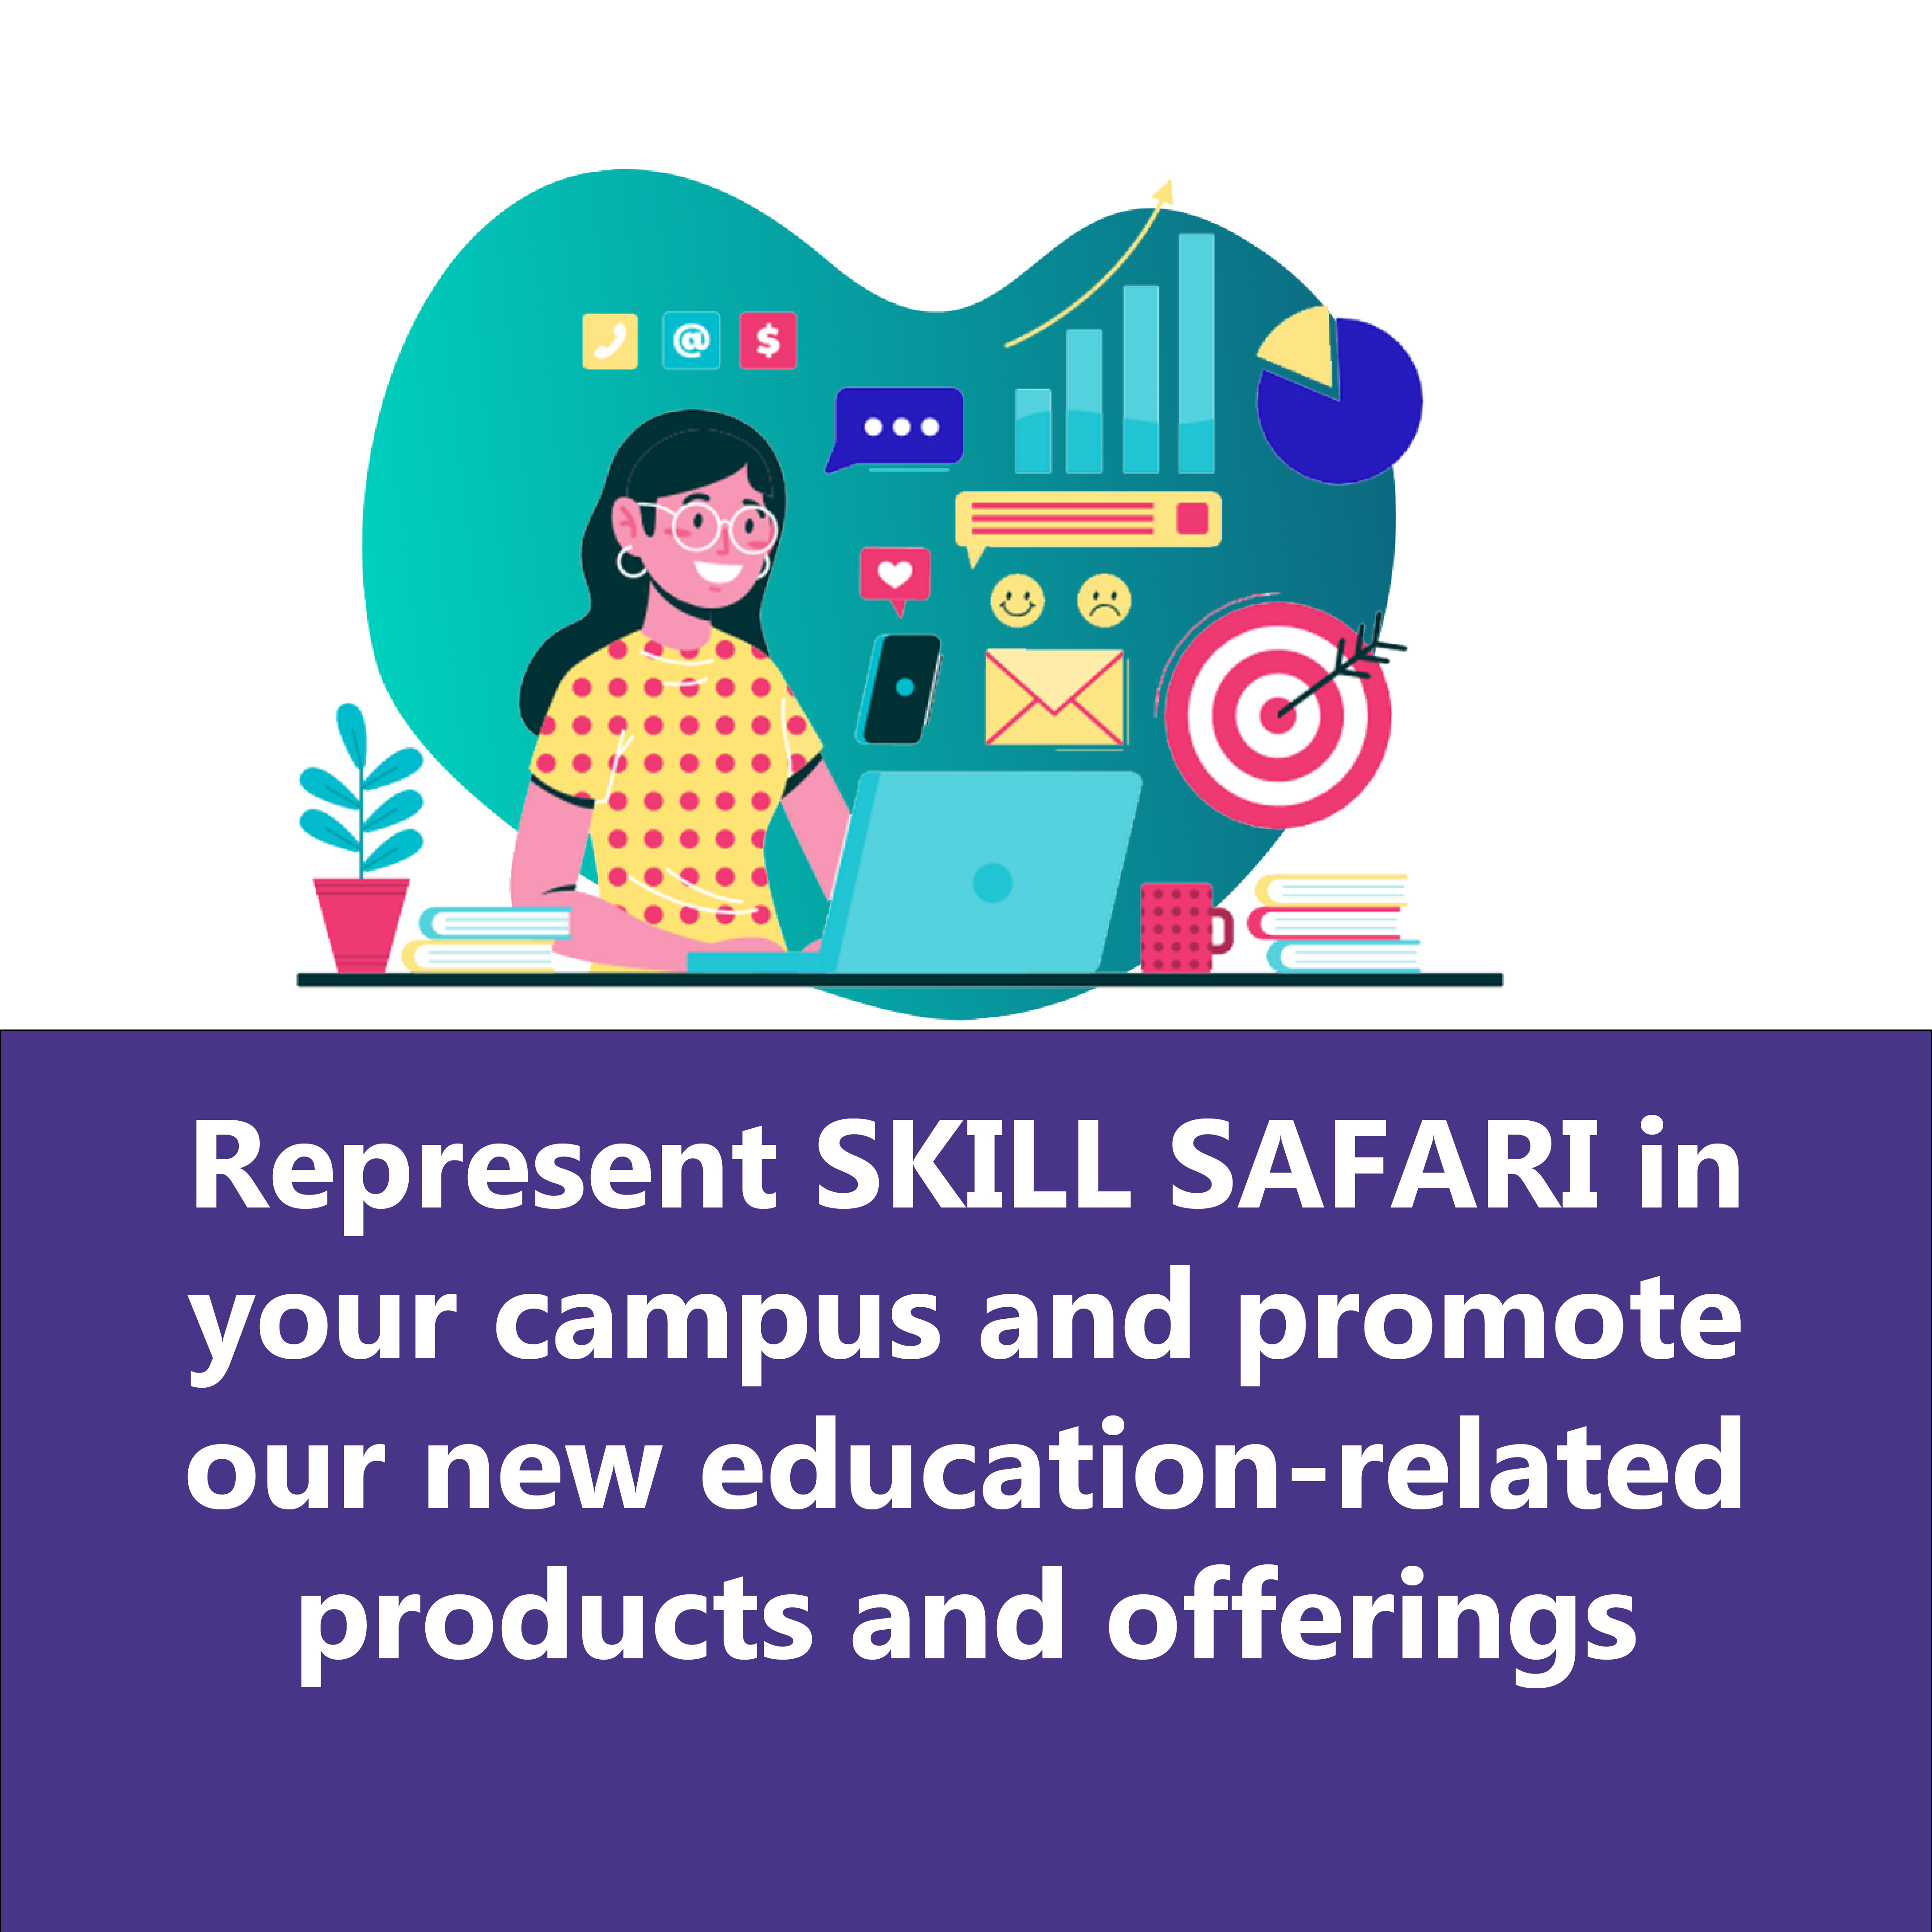 @ $
Represent SKILL SAFARI in
your campus and promote
our new education-related
products and offerings